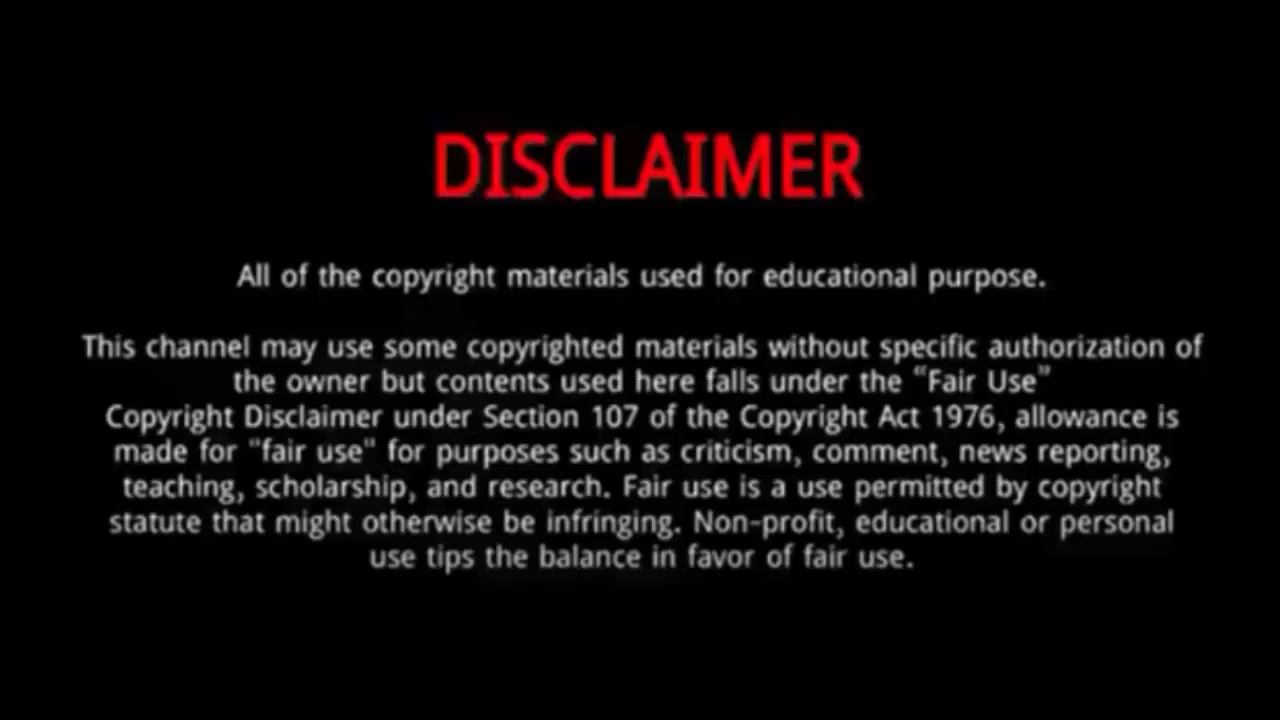 DISCLAIMER
All of the copyright materials used for educational purpose.
This channel may use some copyrighted materials without specific authorization of
the owner but contents used here falls under the “Fair Use”
Copyright Disclaimer under Section 107 of the Copyright Act 1976, allowance is
made for "fair use" for purposes such as criticism, comment, news reporting,
teaching, scholarship, and research. Fair use is a use permitted by copyright
statute that might otherwise be infringing. Non-profit, educational or personal
use tips the balance in favor of fair use.